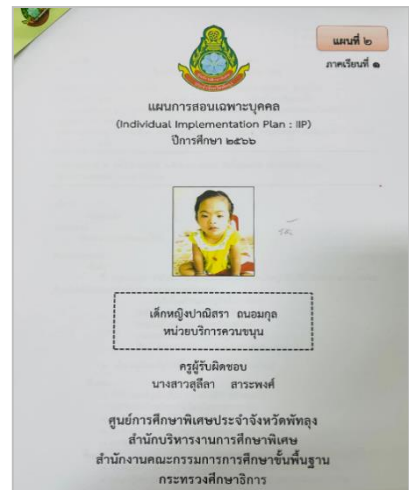 แผนที่ ๒
ภาคเรียนที่ ๑
แผนการสอนเฉพาะบุคคล
(Individual Implementation Plan : IIP)
ปีการศึกษา ๒๕๖๖
เด็กหญิงปาณิสรา ถนอมกุล
หน่วยบริการควนขนุน
ครูผู้รับผิดชอบ
นางสาวสุลีลา สาระพงศ์
ศูนย์การศึกษาพิเศษประจำจังหวัดพัทลุง
สำนักบริหารงานการศึกษาพิเศษ
สำนักงานคณะกรรมการการศึกษาขั้นพื้นฐาน
กระทรวงศึกษาธิการ